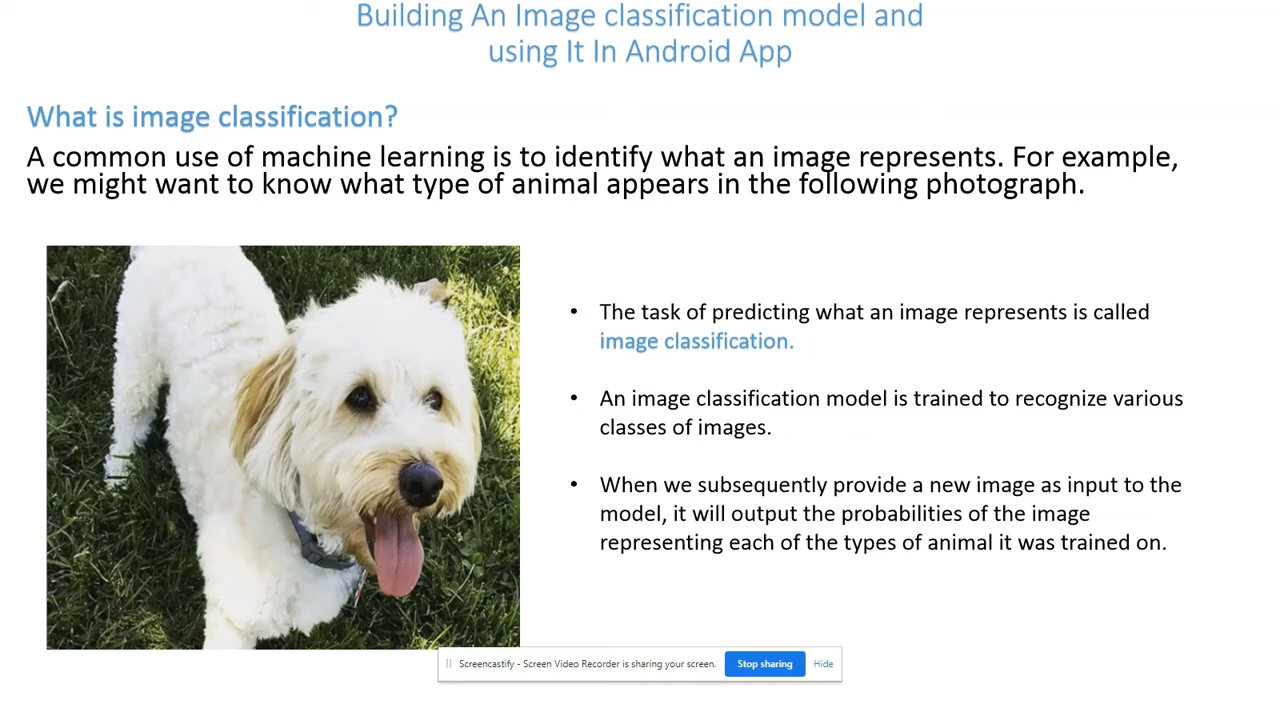 Building An Image classification model and
using It In Android App
What is image classification?
A common use of machine learning is to identify what an image represents. For example,
we might want to know what type of animal appears in the following photograph.
• The task of predicting what an image represents is called
image classification.
• An image classification model is trained to recognize various
classes of images.
• When we subsequently provide a new image as input to the
model, it will output the probabilities of the image
representing each of the types of animal it was trained on.
Screencastify - Screen Video Recorder is sharing your screen. Stop sharing Hide